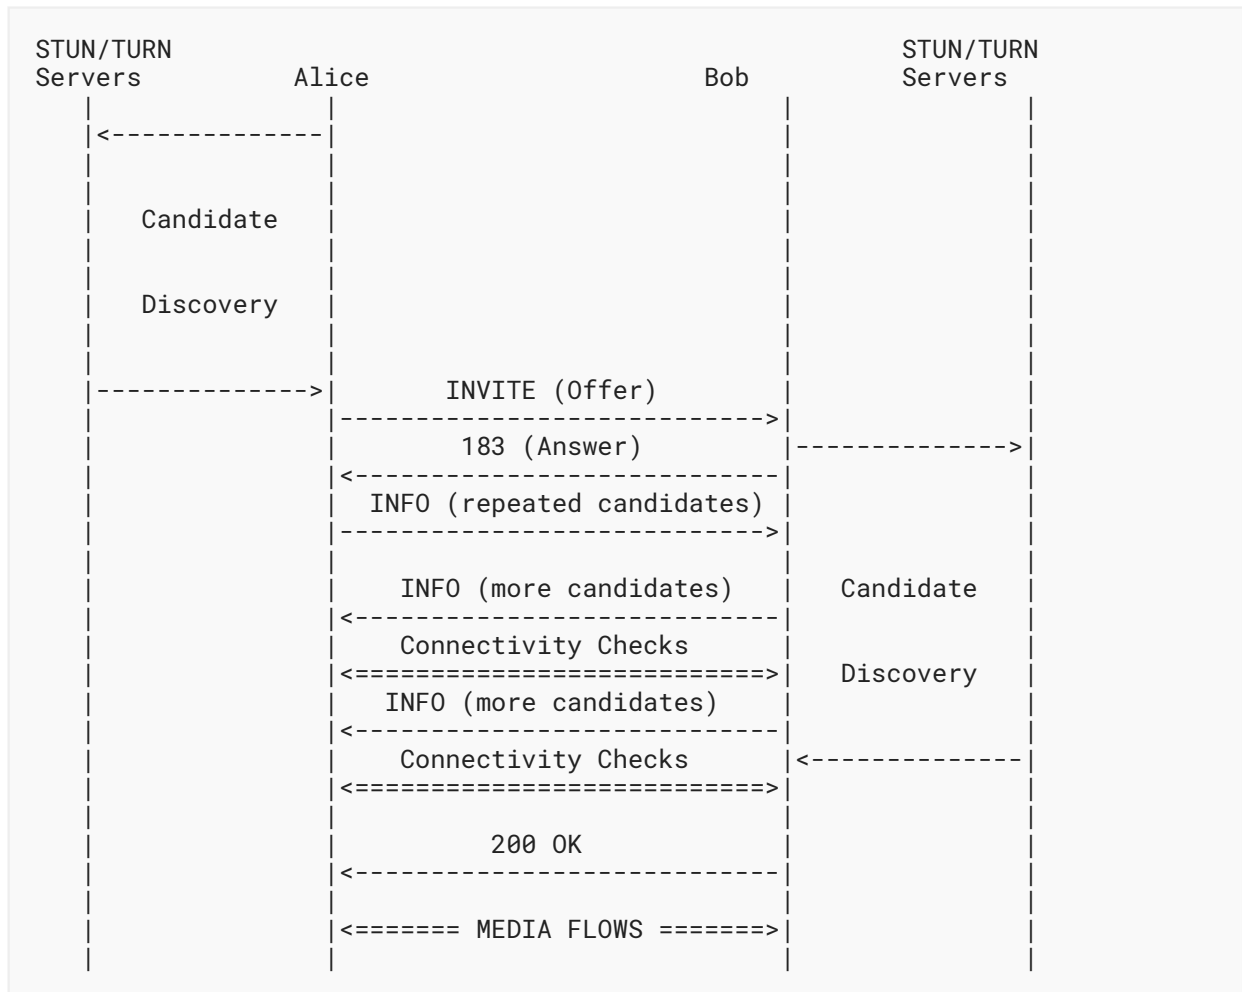 STUN/TURN STUN/TURN
Servers Alice Bob Servers
Candidate
Discovery
INVITE (Offer)
183 (Answer)
INFO (repeated candidates)
INFO (more candidates) Candidate
Connectivity Checks
Discovery
INFO (more candidates)
Connectivity Checks
200 OK
<======= MEDIA FLOWS =======>